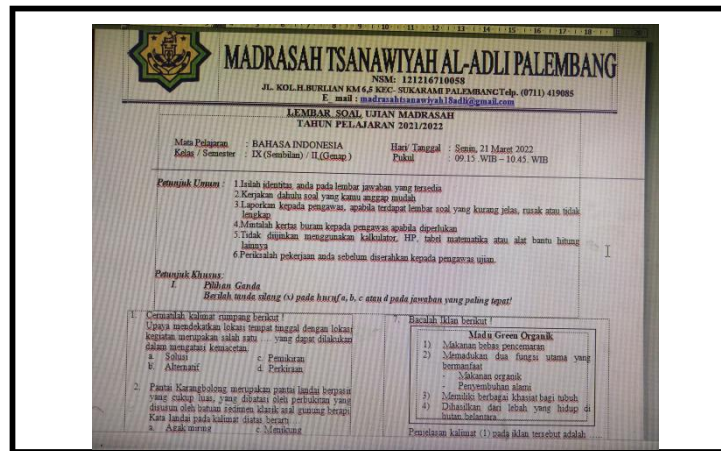 MADRASAH TSANAWIYAH AL-ADLI PALEMBANG
NSM: 121216710058
JL. KOL.H.BURLIAN KM 6,5 KEC- SUKARAMI PALEMBANGTelp. (0711) 419085
E_mail : madrasahtsanawiyah18adli@gmail.com
LEMBAR SOAL UJIAN MADRASAH
TAHUN PELAJARAN 2021/2022
Mata Pelajaran : BAHASA INDONESIA
Kelas / Semester : IX (Sembilan) / II (Genap )
Hari/ Tanggal : Senin, 21 Maret 2022
Pukul : 09.15 .WIB – 10.45. WIB
Petunjuk Umum : 1.Isilah identitas anda pada lembar jawaban yang tersedia
2.Kerjakan dahulu soal yang kamu anggap mudah
3.Laporkan kepada pengawas, apabila terdapat lembar soal yang kurang jelas, rusak atau tidak
lengkap
4.Mintalah kertas buram kepada pengawas apabila diperlukan
5.Tidak diijinkan menggunakan kalkulator, HP, tabel matematika atau alat bantu hitung
lainnya
6.Periksalah pekerjaan anda sebelum diserahkan kepada pengawas ujian.
Petunjuk Khusus:
I. Pilihan Ganda
Berilah tanda silang (x) pada huruf a, b, c atau d pada jawaban yang paling tepat!
1. Cermatilah kalimat rumpang berikut !
Upaya mendekatkan lokasi tempat tinggal dengan lokasi
kegiatan merupakan salah satu ... yang dapat dilakukan
dalam mengatasi kemacetan.
a. Solusi c. Pemikiran
B. Alternatif d. Perkiraan
2. Pantai Karangbolong merupakan pantai landai berpasir
yang cukup luas, yang dibatasi oleh perbukitan yang
disusun oleh batuan sedimen klasik asal gunung berapi.
Kata landai pada kalimat diatas berarti
a. Agak miring c. Menikung
7. Bacalah Iklan berikut !
Madu Green Organik
1) Makanan bebas pencemaran
2) Memadukan dua fungsi utama yang
bermanfaat
- Makanan organik
- Penyembuhan alami
3) Memiliki berbagai khasiat bagi tubuh
4) Dihasilkan dari lebah yang hidup di
hutan belantara
Penjelasan kalimat (1) pada iklan tersebut adalah